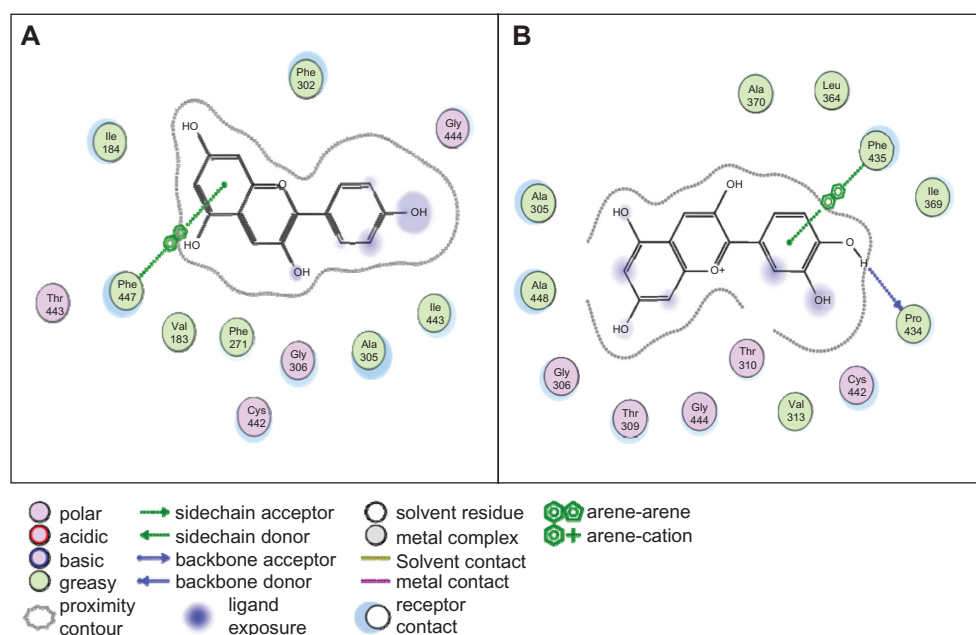 A
Phe
302
Gly
444
HO
Ile
184
O
OH
HO
OH
Phe
447
Thr
443
Val
183
Phe
271
Gly
306
Ala
305
Ile
443
Cys
442
B
Ala
370
Leu
364
Phe
435
Ile
369
Ala
305
OH
OH
O
H
O+
OH
HO
Ala
448
Pro
434
Thr
310
Gly
306
Cys
442
Thr
309
Gly
444
Val
313
polar
acidic
basic
greasy
proximity
contour
sidechain acceptor
sidechain donor
backbone acceptor
backbone donor
ligand
exposure
solvent residue
metal complex
Solvent contact
metal contact
receptor
contact
arene-arene
arene-cation